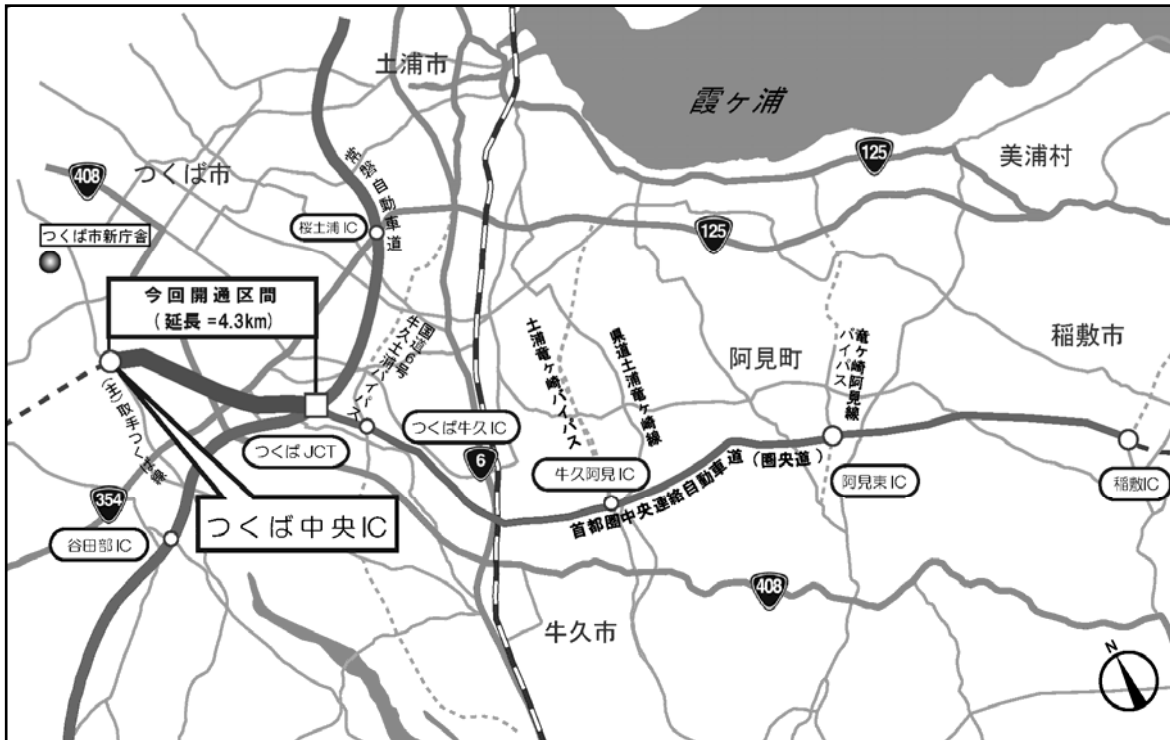 土浦市
霞ヶ浦
125
美浦村
408
つくば市
常磐自動車道
つくば市新庁舎
桜土浦IC
125
今回開通区間
(延長=4.3km)
国道6号
牛久土浦バイパス
土浦竜ヶ崎バイパス
県道土浦竜ヶ崎線
阿見町
竜ヶ崎阿見線
バイパス
稲敷市
(主)取手つくば線
つくばJCT
つくば牛久IC
6
牛久阿見IC
首都圏中央連絡自動車道(圏央道)
阿見東IC
稲敷IC
354
つくば中央IC
谷田部IC
408
牛久市
N